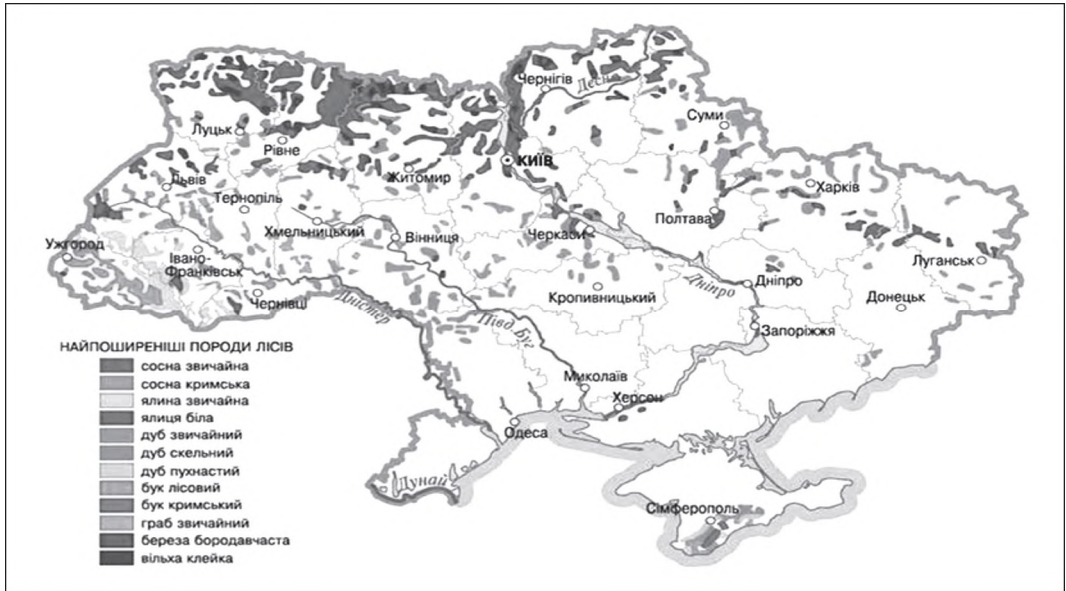 Чернігів
Десна
Суми
Луцьк
Рівне
КИЇВ
Житомир
Львів
Харків
Тернопіль
Полтава
Хмельницький
Вінниця
Черкаси
Ужгород
Івано-
Франківськ
Луганськ
Чернівці
Дністер
Кропивницький
Дніпро
Дніпро
Донецьк
Півд. Буг
Запоріжжя
Миколаїв
Херсон
Одеса
Дунай
Сімферополь
НАЙПОШИРЕНІШІ ПОРОДИ ЛІСІВ
сосна звичайна
сосна кримська
ялина звичайна
ялиця біла
дуб звичайний
дуб скельний
дуб пухнастий
бук лісовий
бук кримський
граб звичайний
береза бородавчаста
вільха клейка